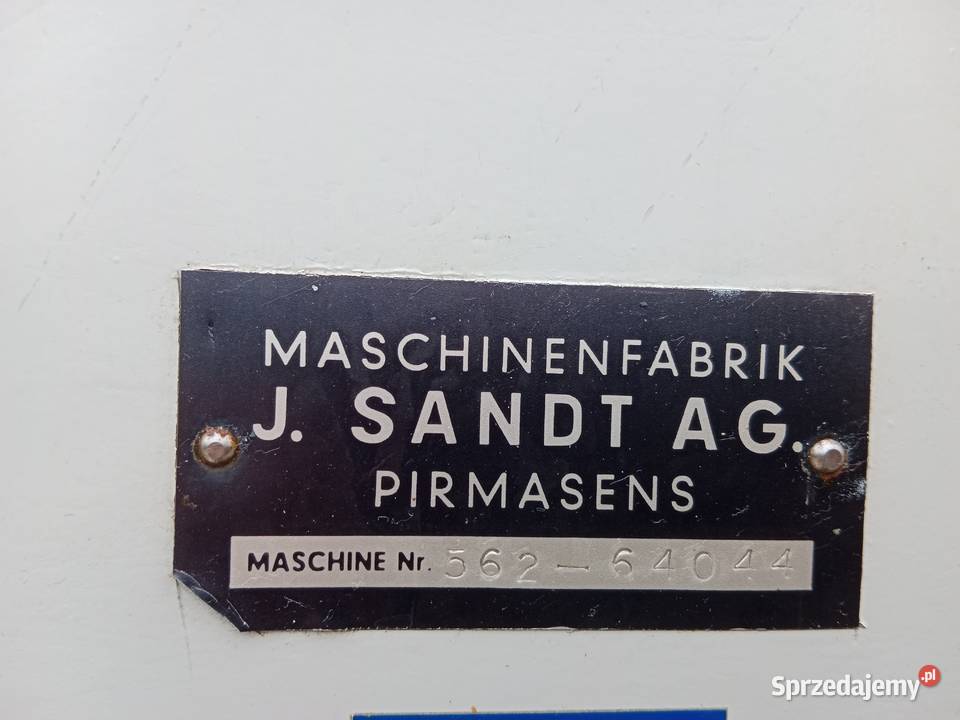 MASCHINENFABRIK
J. SANDT AG.
PIRMASENS
MASCHINE Nr. 562-64044
Sprzedajemy.pl